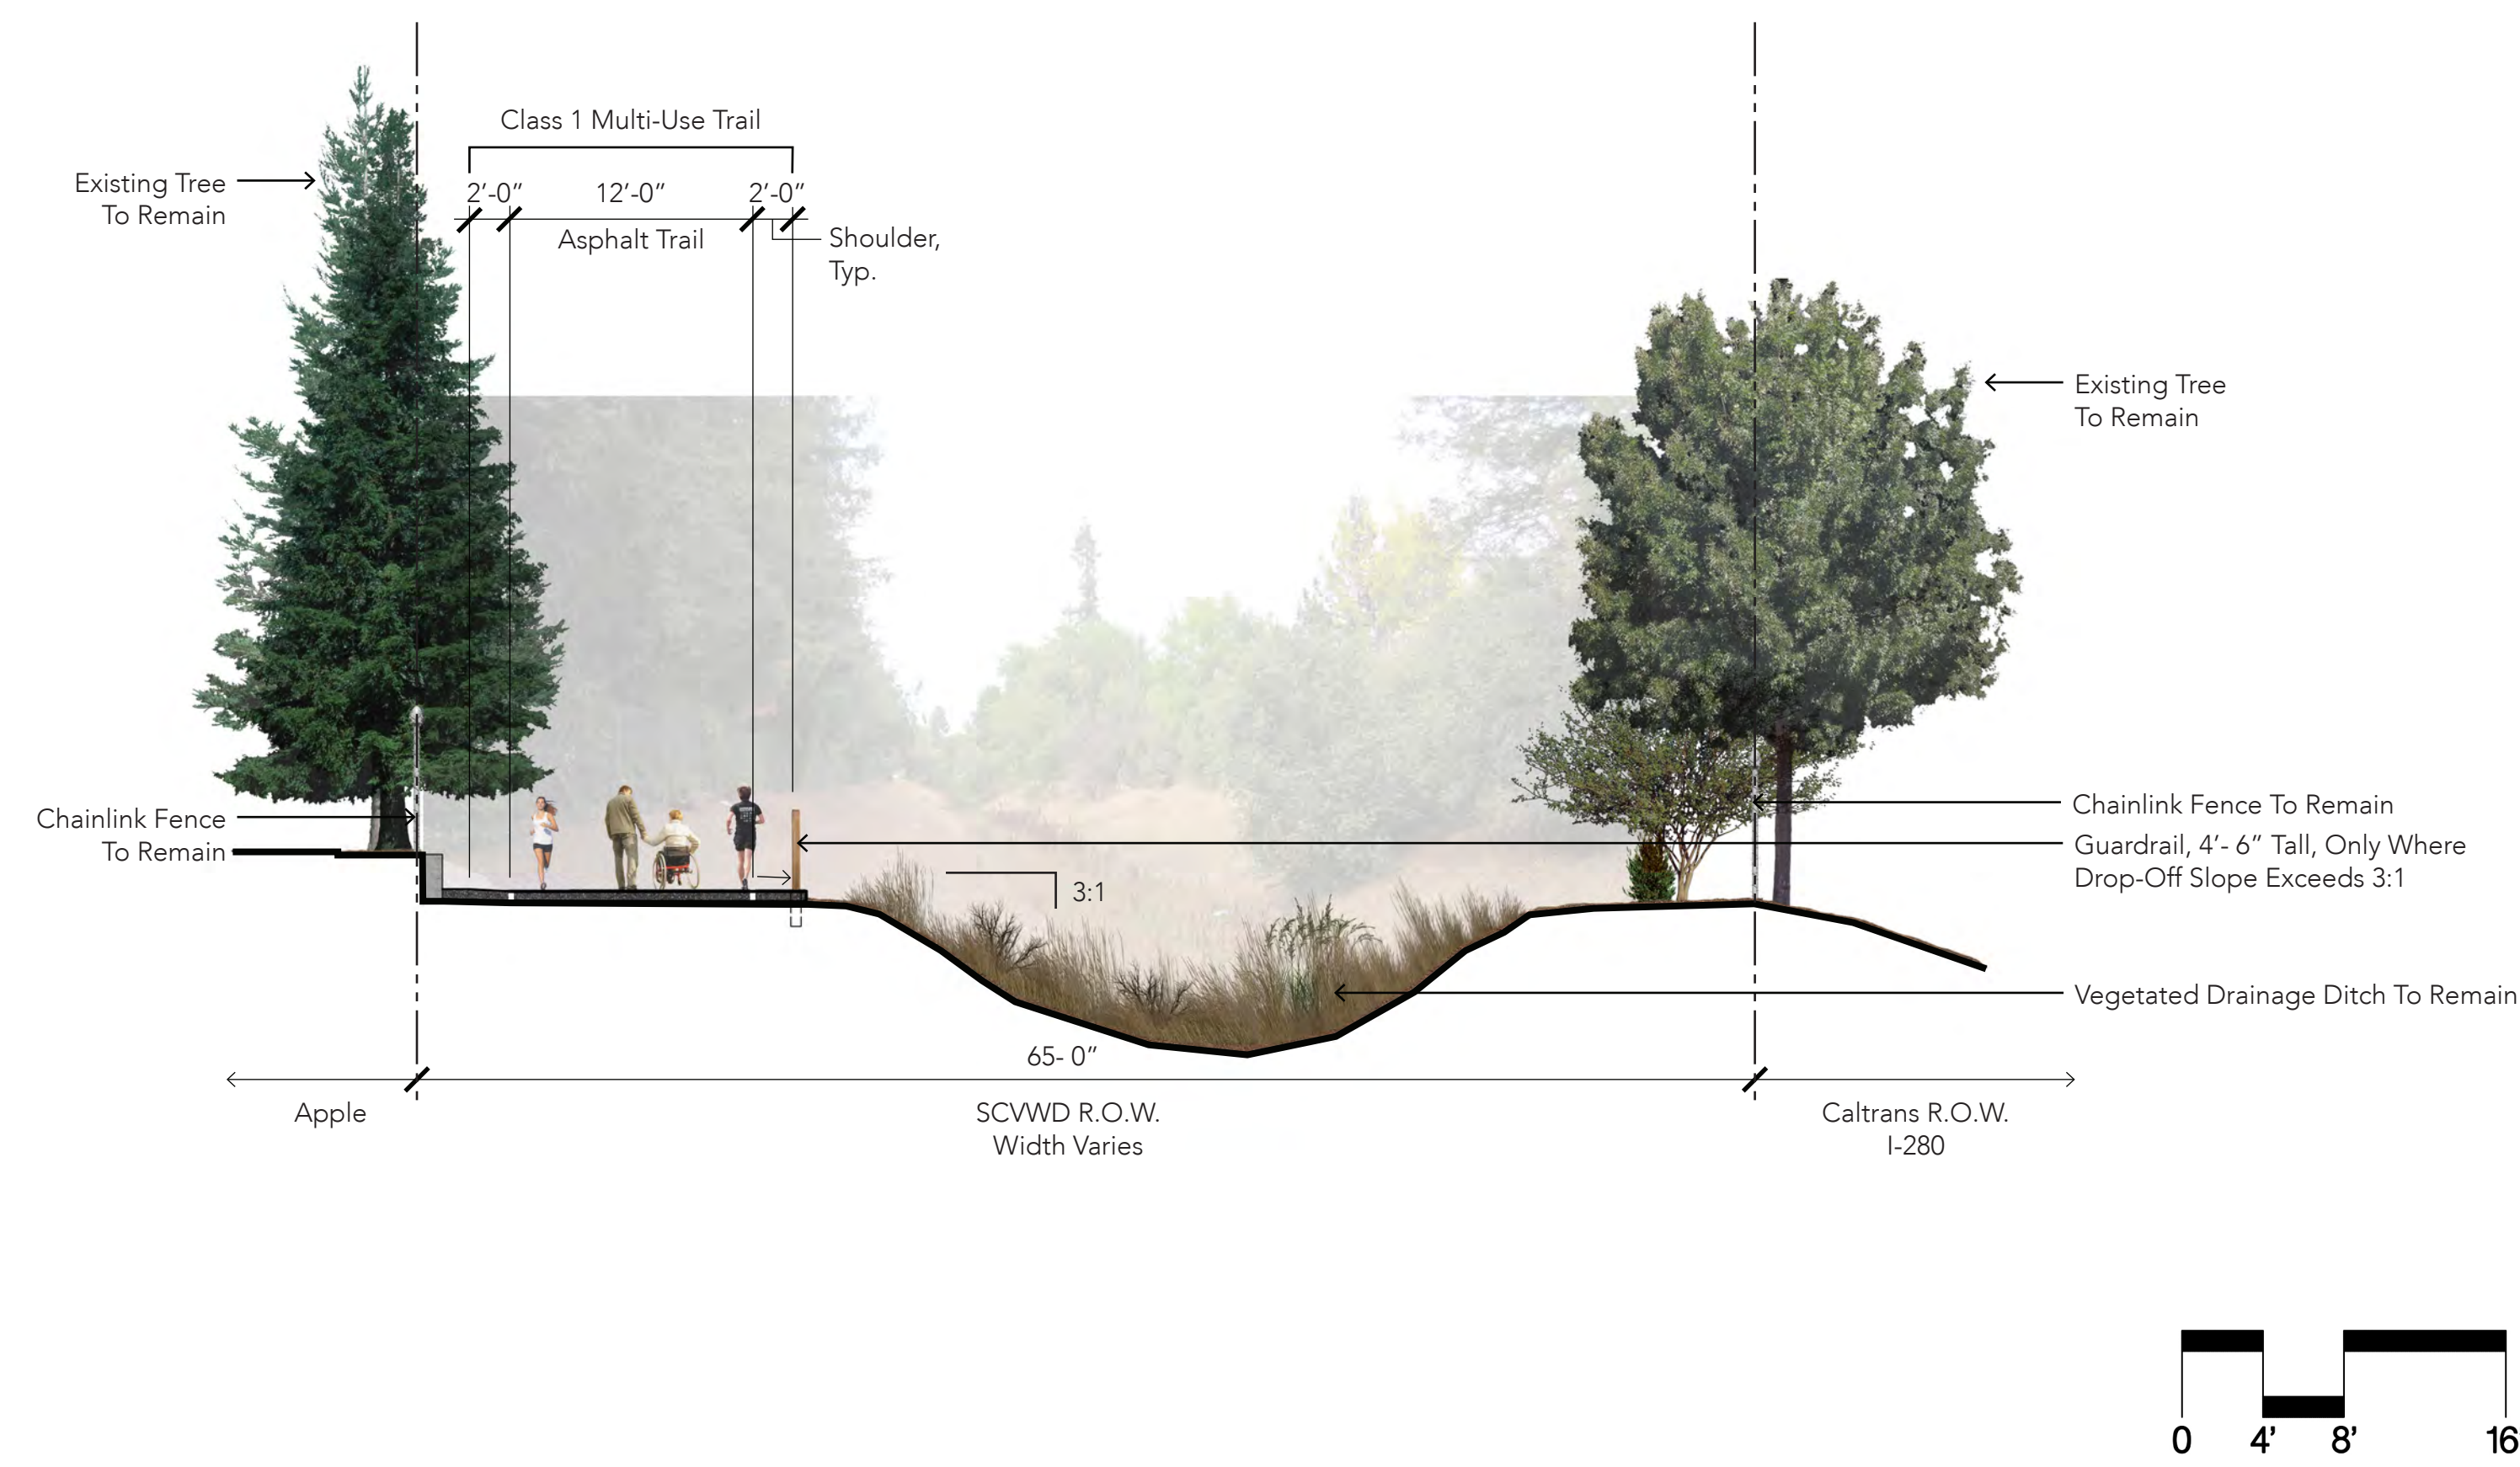 Class 1 Multi-Use Trail
Existing Tree
To Remain
2’-0”
12’-0”
2’-0”
Asphalt Trail
Shoulder,
Typ.
Existing Tree
To Remain
Chainlink Fence
To Remain
Chainlink Fence To Remain
Guardrail, 4’- 6” Tall, Only Where
Drop-Off Slope Exceeds 3:1
3:1
Vegetated Drainage Ditch To Remain
65- 0”
Apple
SCVWD R.O.W.
Width Varies
Caltrans R.O.W.
I-280
0 4’ 8’ 16